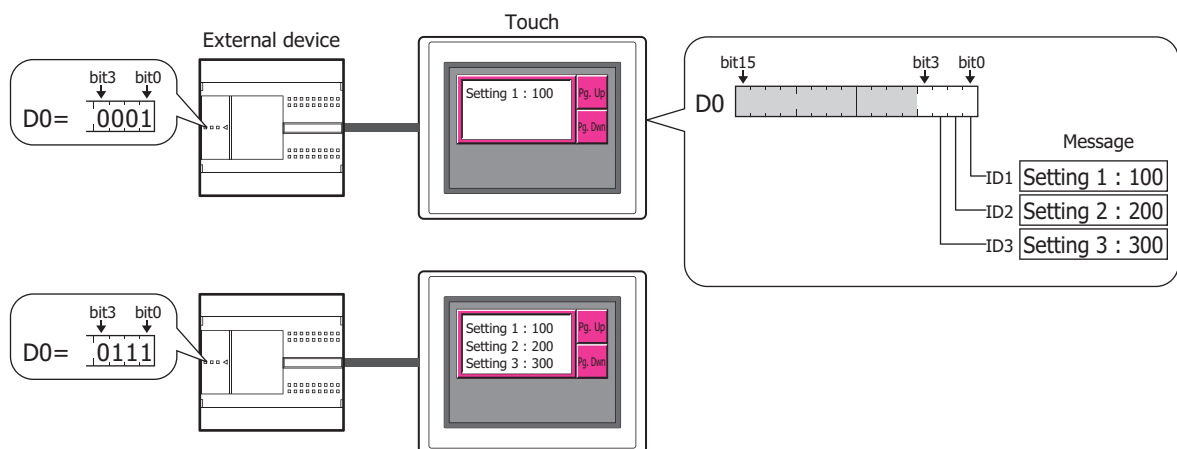 Touch
External device
bit3 bit0
D0= 0001
Setting 1 : 100
Pg. Up
Pg. Dwn
bit15 bit3 bit0
D0
Message
ID1 Setting 1 : 100
ID2 Setting 2 : 200
ID3 Setting 3 : 300
bit3 bit0
D0= 0111
Setting 1 : 100
Setting 2 : 200
Setting 3 : 300
Pg. Up
Pg. Dwn